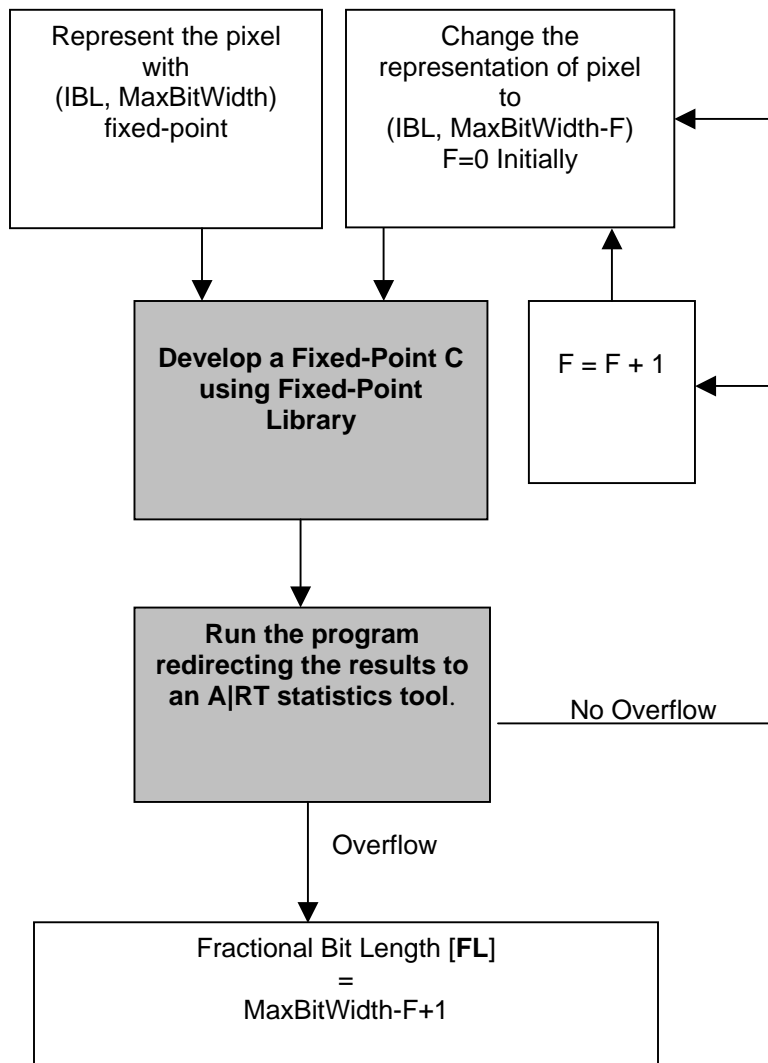 Represent the pixel
with
(IBL, MaxBitWidth)
fixed-point
Change the
representation of pixel
to
(IBL, MaxBitWidth-F)
F=0 Initially
Develop a Fixed-Point C
using Fixed-Point
Library
F = F + 1
Run the program
redirecting the results to
an A|RT statistics tool.
No Overflow
Overflow
Fractional Bit Length [FL]
=
MaxBitWidth-F+1